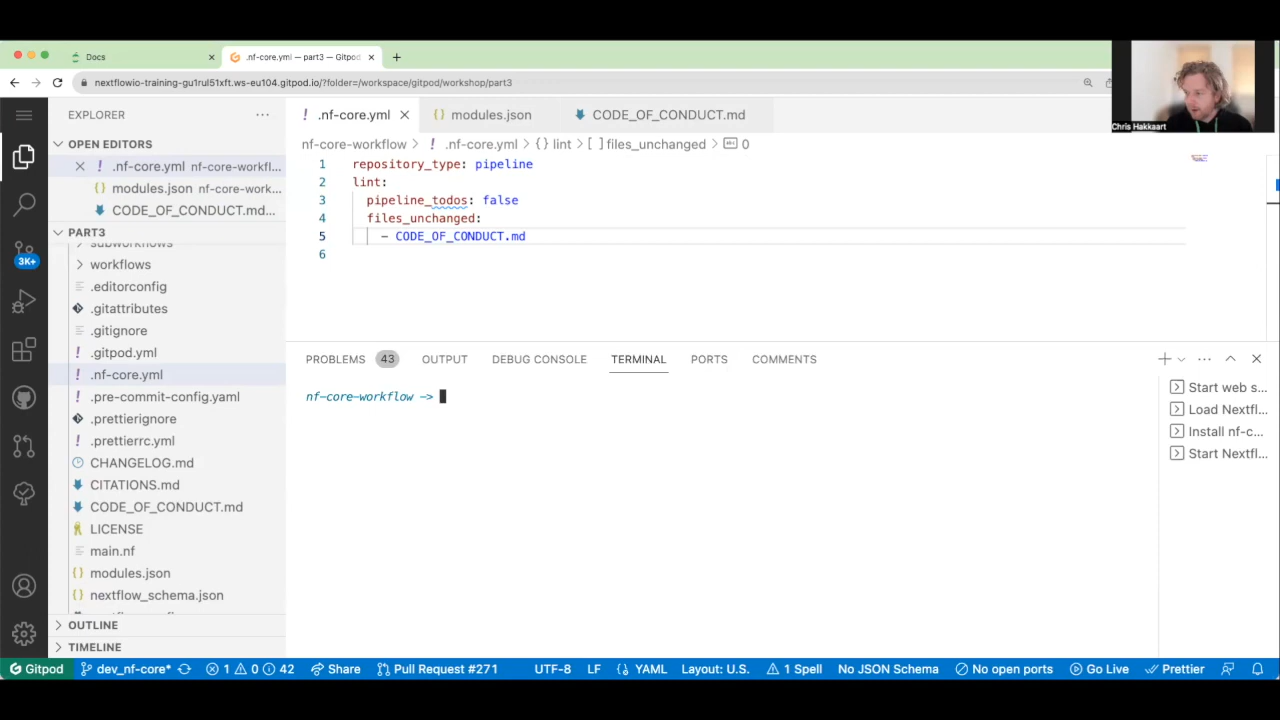 Docs
.nf-core.yml — part3 — Gitpod
nextflowio-training-gu1rul51xft.ws-eu104.gitpod.io/?folder=/workspace/gitpod/workshop/part3
Chris Hakkaart
EXPLORER
OPEN EDITORS
.nf-core.yml nf-core-workfl...
modules.json nf-core-work...
CODE_OF_CONDUCT.md...
PART3
subworkflows
workflows
.editorconfig
.gitattributes
.gitignore
.gitpod.yml
.nf-core.yml
.pre-commit-config.yaml
.prettierignore
.prettierrc.yml
CHANGELOG.md
CITATIONS.md
CODE_OF_CONDUCT.md
LICENSE
main.nf
modules.json
nextflow_schema.json
OUTLINE
TIMELINE
3K+
.nf-core.yml
modules.json
CODE_OF_CONDUCT.md
nf-core-workflow > ! .nf-core.yml > {} lint > [ ] files_unchanged > 0
1 repository_type: pipeline
2 lint:
3 pipeline_todos: false
4 files_unchanged:
5 - CODE_OF_CONDUCT.md
6
PROBLEMS 43 OUTPUT DEBUG CONSOLE TERMINAL PORTS COMMENTS
nf-core-workflow ->
Start web s...
Load Nextfl...
Install nf-c...
Start Nextfl...
Gitpod dev_nf-core* 1 0 42 Share Pull Request #271 UTF-8 LF YAML Layout: U.S. 1 Spell No JSON Schema No open ports Go Live Prettier